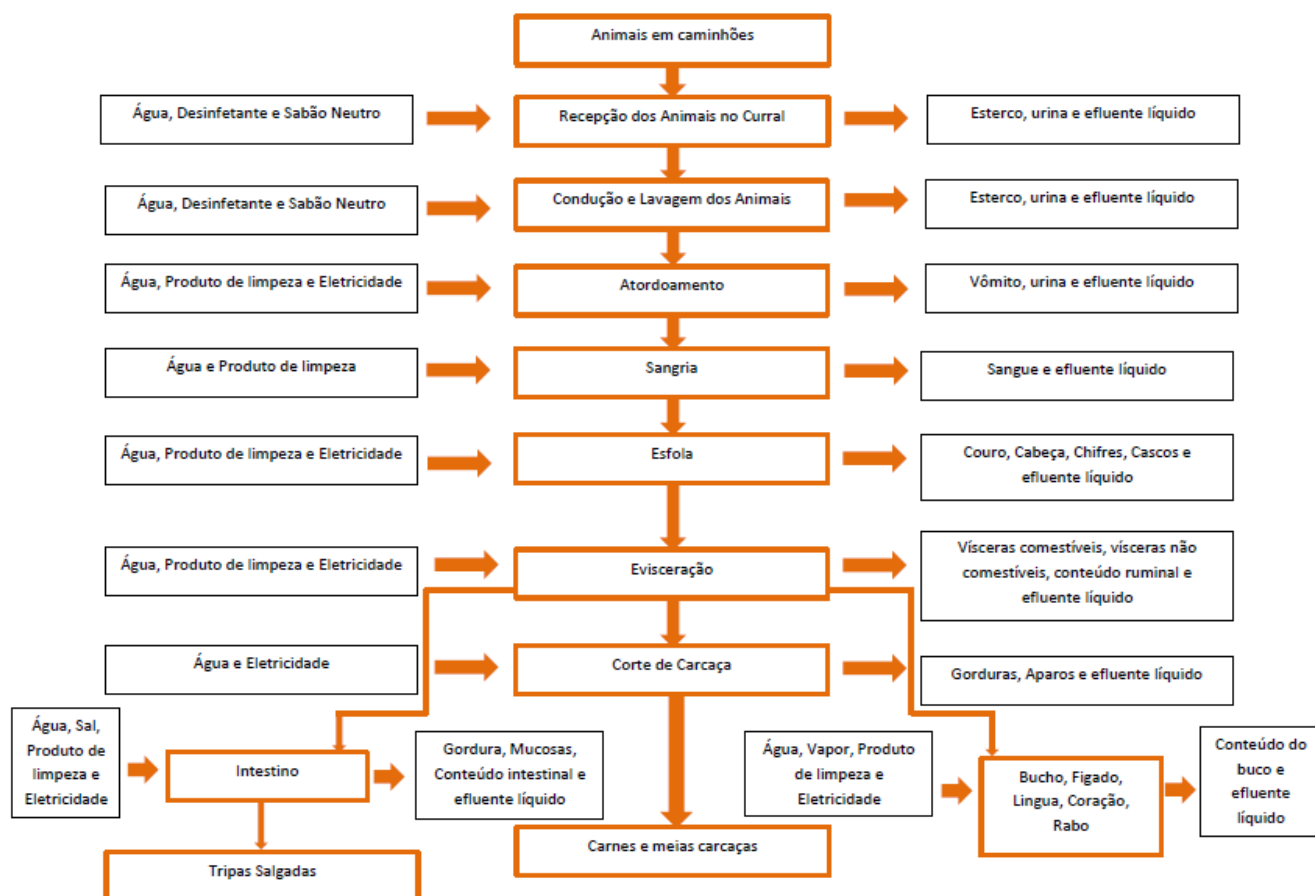 Animais em caminhões
Água, Desinfetante e Sabão Neutro
Recepção dos Animais no Curral
Esterco, urina e efluente líquido
Água, Desinfetante e Sabão Neutro
Condução e Lavagem dos Animais
Esterco, urina e efluente líquido
Água, Produto de limpeza e Eletricidade
Atordoamento
Vômito, urina e efluente líquido
Água e Produto de limpeza
Sangria
Sangue e efluente líquido
Água, Produto de limpeza e Eletricidade
Esfola
Couro, Cabeça, Chifres, Cascos e
efluente líquido
Água, Produto de limpeza e Eletricidade
Evisceração
Vísceras comestíveis, vísceras não
comestíveis, conteúdo ruminal e
efluente líquido
Água e Eletricidade
Corte de Carcaça
Gorduras, Aparos e efluente líquido
Água, Sal,
Produto de
limpeza e
Eletricidade
Intestino
Gordura, Mucosas,
Conteúdo intestinal e
efluente líquido
Água, Vapor, Produto
de limpeza e
Eletricidade
Bucho, Figado,
Lingua, Coração,
Rabo
Conteúdo do
buco e
efluente
líquido
Tripas Salgadas
Carnes e meias carcaças